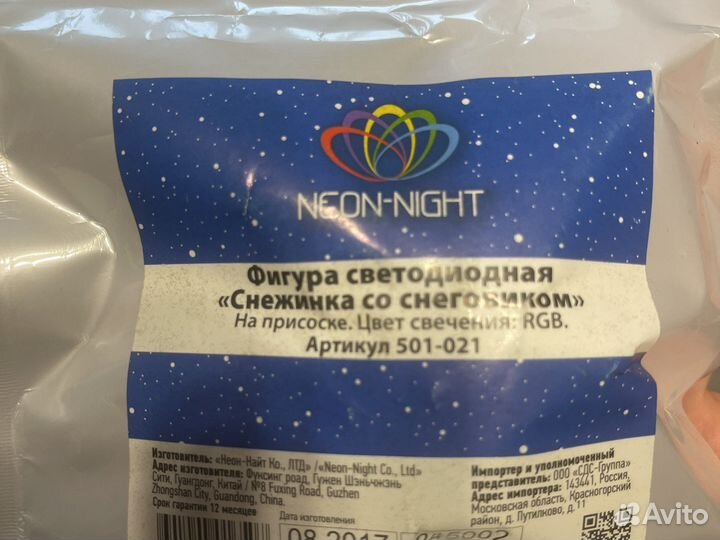 NEON-NIGHT
Фигура светодиодная
«Снежинка со снеговиком»
На присоске. Цвет свечения: RGB.
Артикул 501-021
Изготовитель: «Неон-Найт Ко., ЛТД» / «Neon-Night Co., Ltd»
Адрес изготовителя: Фуксинг роад, Гужен Шэньчжэнь
Сити, Гуангдонг, Китай / №8 Fuxing Road, Guzhen
Zhongshan City, Guandong, China.
Срок гарантии 12 месяцев
Дата изготовления
08.2017
Импортер и уполномоченный
представитель: ООО «СДС-Группа»
Адрес импортера: 143441, Россия,
Московская область, Красногорский
район, д. Путилково, д.11
Avito